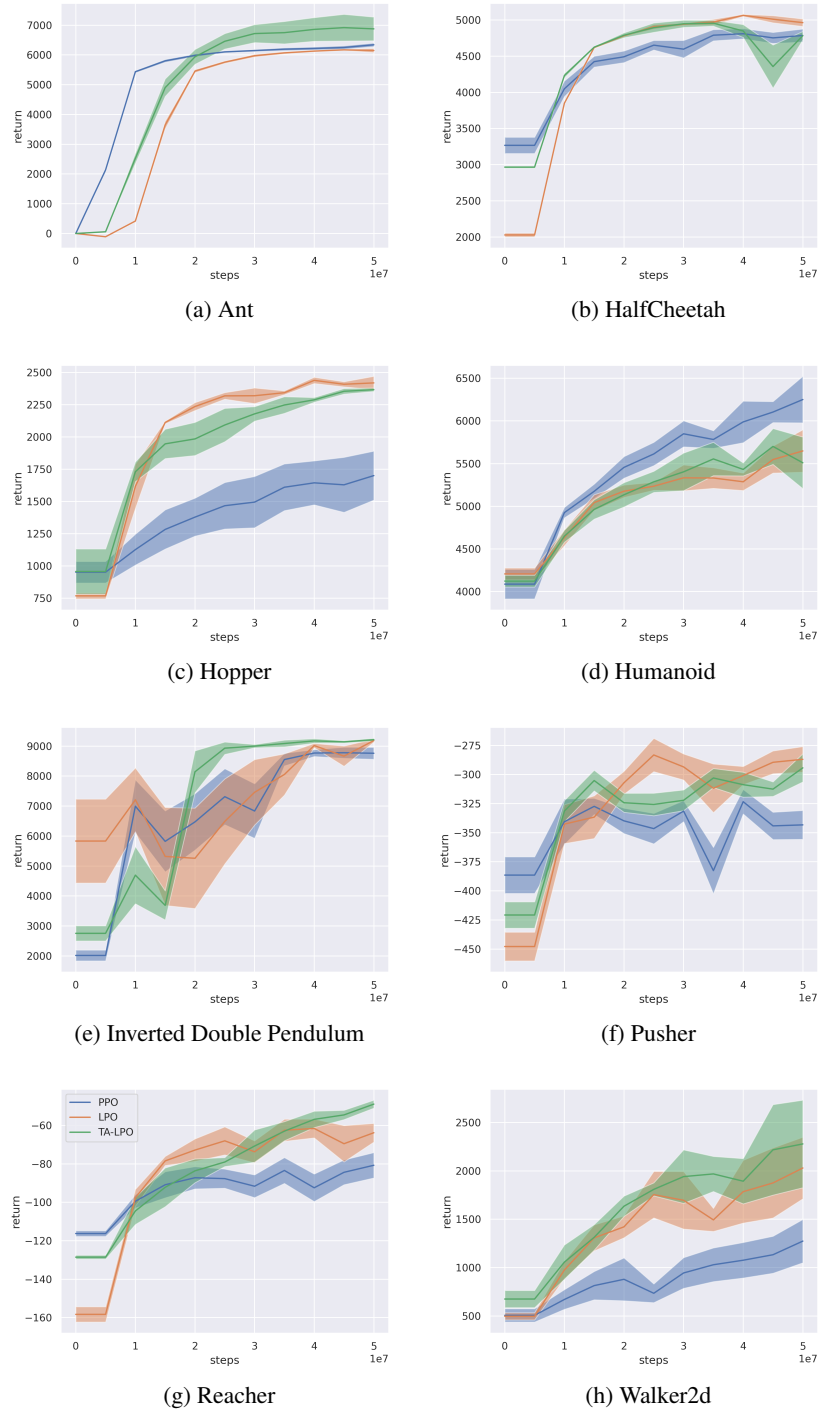 7000
6000
5000
4000
3000
2000
1000
0
return
0 1 2 3 4 5
steps 1e7
(a) Ant
5000
4500
4000
3500
3000
2500
2000
return
0 1 2 3 4 5
steps 1e7
(b) HalfCheetah
2500
2250
2000
1750
1500
1250
1000
750
return
0 1 2 3 4 5
steps 1e7
(c) Hopper
6500
6000
5500
5000
4500
4000
return
0 1 2 3 4 5
steps 1e7
(d) Humanoid
9000
8000
7000
6000
5000
4000
3000
2000
return
0 1 2 3 4 5
steps 1e7
(e) Inverted Double Pendulum
−275
−300
−325
−350
−375
−400
−425
−450
return
0 1 2 3 4 5
steps 1e7
(f) Pusher
PPO
LPO
TA-LPO
−60
−80
−100
−120
−140
−160
return
0 1 2 3 4 5
steps 1e7
(g) Reacher
2500
2000
1500
1000
500
return
0 1 2 3 4 5
steps 1e7
(h) Walker2d